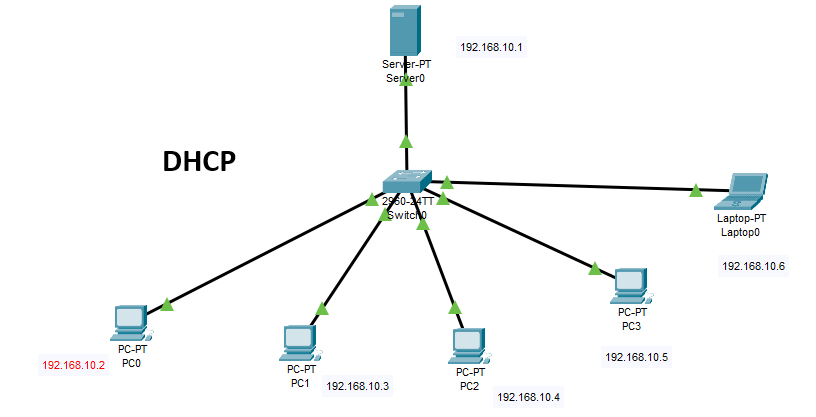 192.168.10.1
Server-PT
Server0
DHCP
2960-24TT
Switch0
Laptop-PT
Laptop0
192.168.10.6
PC-PT
PC3
192.168.10.5
PC-PT
PC0
192.168.10.2
PC-PT
PC1
192.168.10.3
PC-PT
PC2
192.168.10.4